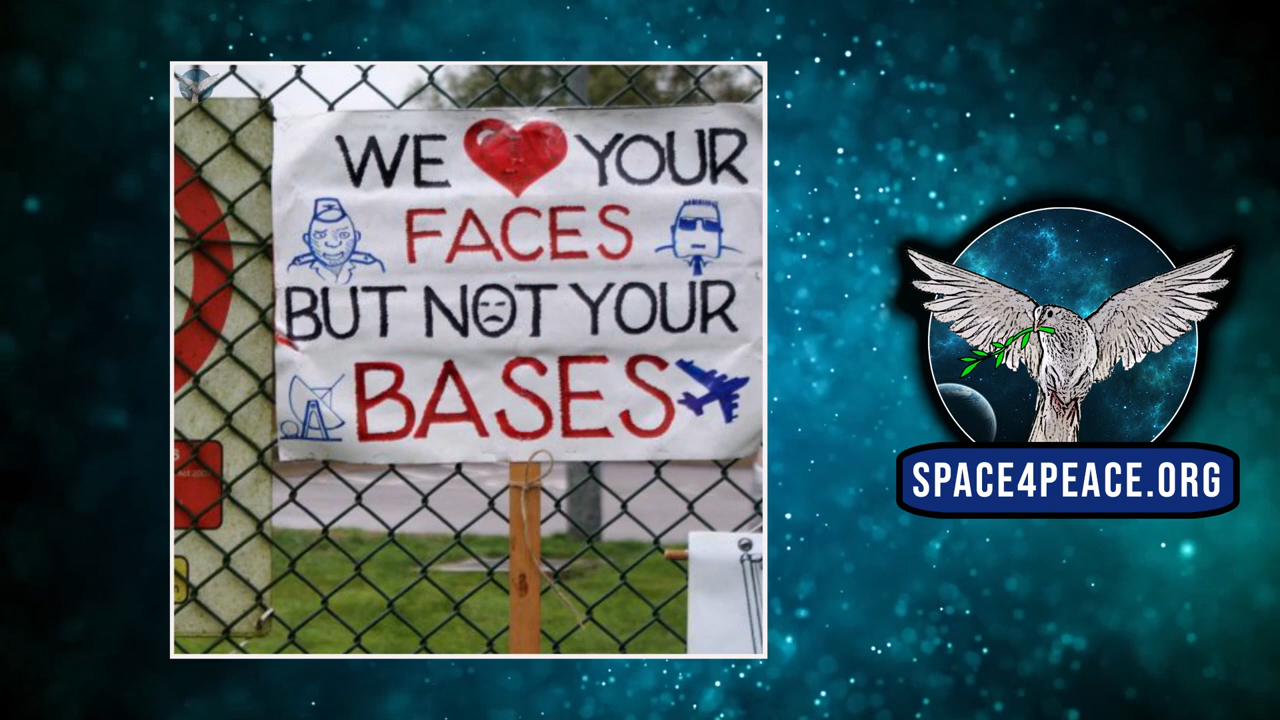 WE ❤ YOUR
FACES
BUT NOT YOUR
BASES
SPACE4PEACE.ORG